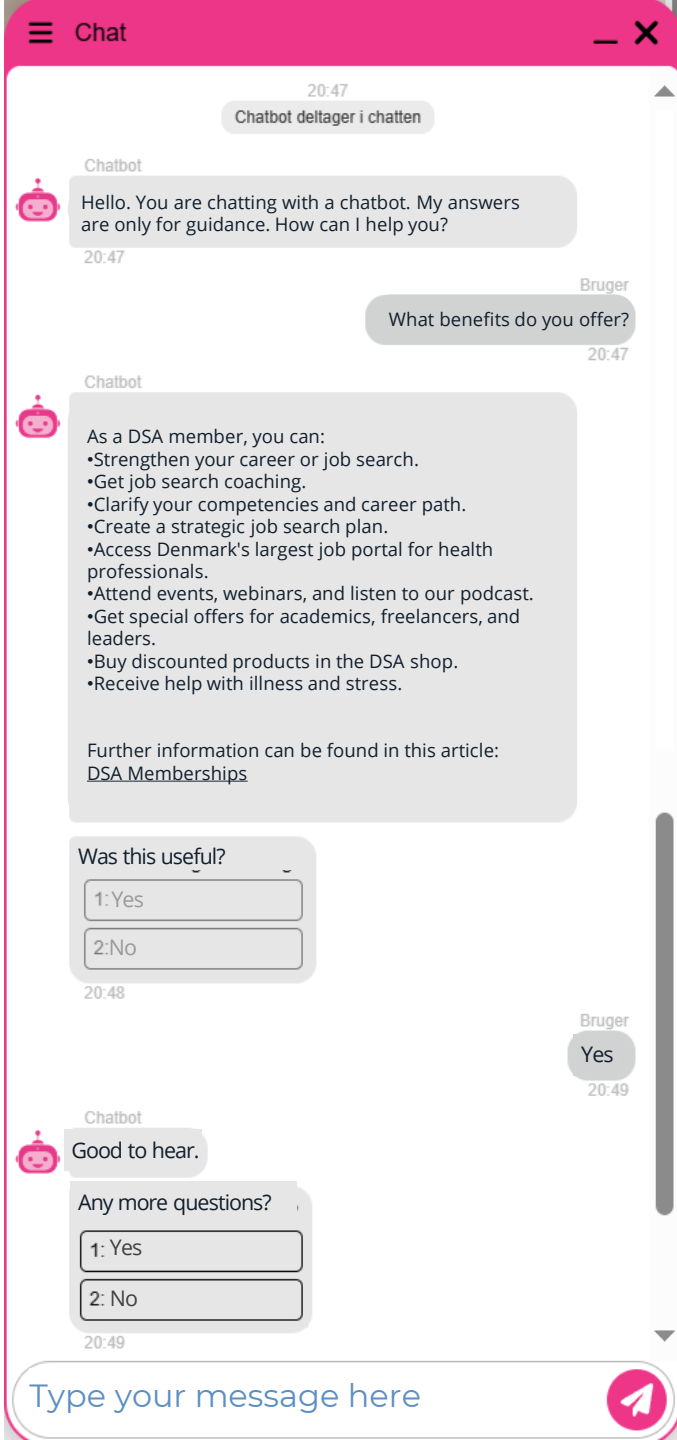 Chat
20:47
Chatbot deltager i chatten
Chatbot
Hello. You are chatting with a chatbot. My answers
are only for guidance. How can I help you?
20:47
Bruger
What benefits do you offer?
20:47
Chatbot
As a DSA member, you can:
•Strengthen your career or job search.
•Get job search coaching.
•Clarify your competencies and career path.
•Create a strategic job search plan.
•Access Denmark's largest job portal for health
professionals.
•Attend events, webinars, and listen to our podcast.
•Get special offers for academics, freelancers, and
leaders.
•Buy discounted products in the DSA shop.
•Receive help with illness and stress.
Further information can be found in this article:
DSA Memberships
Was this useful?
1:Yes
2:No
20:48
Bruger
Yes
20:49
Chatbot
Good to hear.
Any more questions?
1: Yes
2: No
20:49
Type your message here